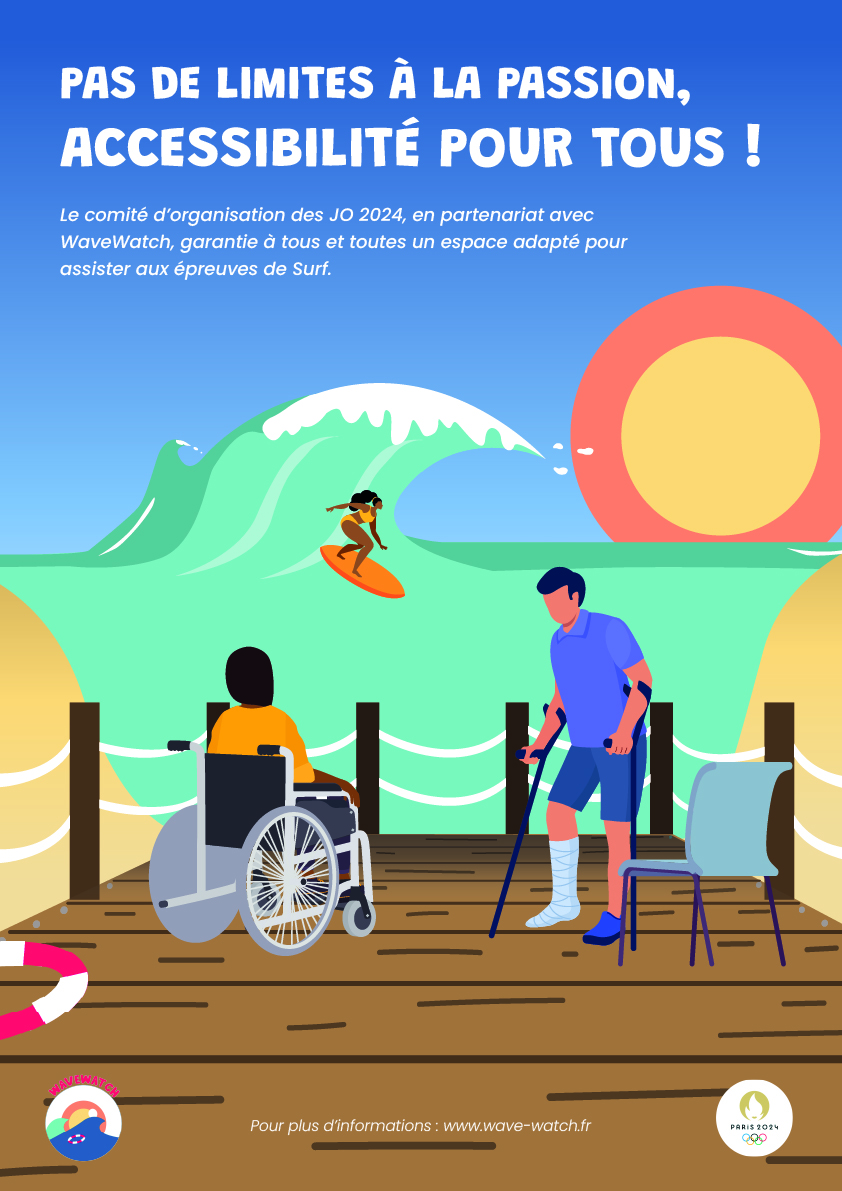 PAS DE LIMITES À LA PASSION,
ACCESSIBILITÉ POUR TOUS !
Le comité d'organisation des JO 2024, en partenariat avec
WaveWatch, garantie à tous et toutes un espace adapté pour
assister aux épreuves de Surf.
WAVEWATCH
Pour plus d'informations : www.wave-watch.fr
PARIS 2024